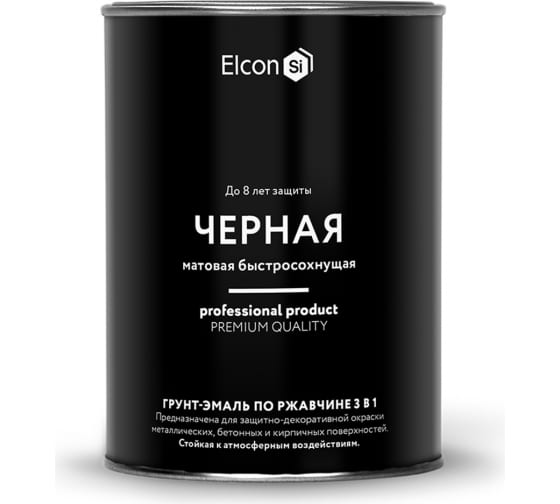 Elcon Si
До 8 лет защиты
ЧЕРНАЯ
матовая быстросохнущая
professional product
PREMIUM QUALITY
ГРУНТ-ЭМАЛЬ ПО РЖАВЧИНЕ 3 В 1
Предназначена для защитно-декоративной окраски
металлических, бетонных и кирпичных поверхностей.
Стойкая к атмосферным воздействиям.